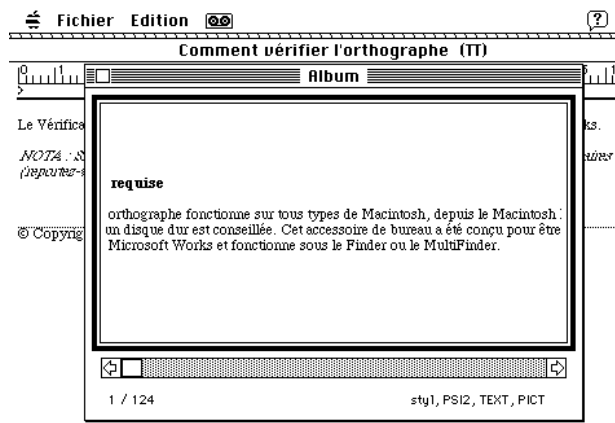 Fichier Edition
Comment vérifier l'orthographe (TT)
0 1
Album
Le Vérifica
ks.
NOTA :
© Copyrig
requise
orthographe fonctionne sur tous types de Macintosh, depuis le Macintosh
un disque dur est conseillée. Cet accessoire de bureau a été conçu pour être
Microsoft Works et fonctionne sous le Finder ou le MultiFinder.
1 / 124
styl, PSI2, TEXT, PICT